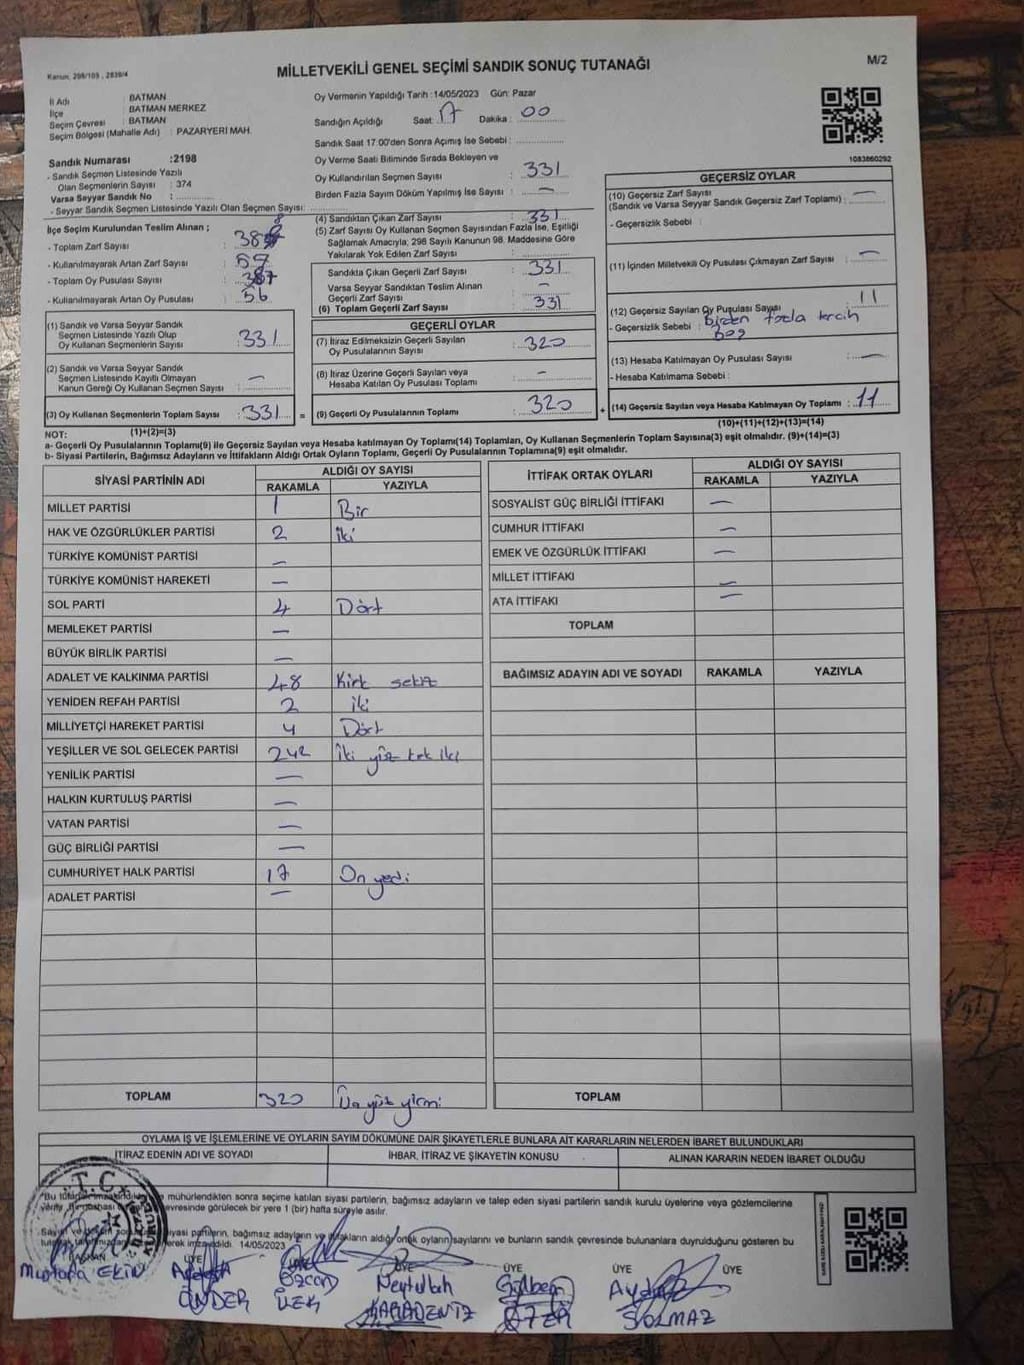 Kanun, 298/105 , 2839/4
MİLLETVEKİLİ GENEL SEÇİMİ SANDIK SONUÇ TUTANAĞI
M/2
İl Adı : BATMAN
İlçe : BATMAN MERKEZ
Seçim Çevresi : BATMAN
Seçim Bölgesi (Mahalle Adı) : PAZARYERİ MAH.
Sandık Numarası :2198
- Sandık Seçmen Listesinde Yazılı
Olan Seçmenlerin Sayısı : 374
Varsa Seyyar Sandık No :
- Seyyar Sandık Seçmen Listesinde Yazılı Olan Seçmen Sayısı:
Oy Vermenin Yapıldığı Tarih :14/05/2023 Gün: Pazar
Sandığın Açıldığı Saat: 17 Dakika : 00
Sandık Saat 17.00'den Sonra Açımış İse Sebebi :
Oy Verme Saati Bitiminde Sırada Bekleyen ve
Oy Kullandırılan Seçmen Sayısı : 331
Birden Fazla Sayım Döküm Yapılmış İse Sayısı : —
1083860292
İlçe Seçim Kurulundan Teslim Alınan ;
- Toplam Zarf Sayısı : 388
- Kullanılmayarak Artan Zarf Sayısı : 57
- Toplam Oy Pusulası Sayısı : 387
- Kullanılmayarak Artan Oy Pusulası : 56
(1) Sandık ve Varsa Seyyar Sandık
Seçmen Listesinde Yazılı Olup
Oy Kullanan Seçmenlerin Sayısı : 331
(2) Sandık ve Varsa Seyyar Sandık
Seçmen Listesinde Kayıtlı Olmayan
Kanun Gereği Oy Kullanan Seçmen Sayısı : —
(3) Oy Kullanan Seçmenlerin Toplam Sayısı : 331
(1)+(2)=(3)
(4) Sandıktan Çıkan Zarf Sayısı : 331
(5) Zarf Sayısı Oy Kullanan Seçmen Sayısından Fazla İse, Eşitliği
Sağlamak Amacıyla, 298 Sayılı Kanunun 98. Maddesine Göre
Yakılarak Yok Edilen Zarf Sayısı :
Sandıkta Çıkan Geçerli Zarf Sayısı : 331
Varsa Seyyar Sandıktan Teslim Alınan
Geçerli Zarf Sayısı : —
(6) Toplam Geçerli Zarf Sayısı : 331
GEÇERLİ OYLAR
(7) İtiraz Edilmeksizin Geçerli Sayılan
Oy Pusulalarının Sayısı : 320
(8) İtiraz Üzerine Geçerli Sayılan veya
Hesaba Katılan Oy Pusulası Toplamı : —
= (9) Geçerli Oy Pusulalarının Toplamı : 320
GEÇERSİZ OYLAR
(10) Geçersiz Zarf Sayısı
(Sandık ve Varsa Seyyar Sandık Geçersiz Zarf Toplamı) : —
- Geçersizlik Sebebi :
(11) İçinden Milletvekili Oy Pusulası Çıkmayan Zarf Sayısı : —
(12) Geçersiz Sayılan Oy Pusulası Sayısı : 11
- Geçersizlik Sebebi : birden fazla tercih
boş
(13) Hesaba Katılmayan Oy Pusulası Sayısı : —
- Hesaba Katılmama Sebebi :
+ (14) Geçersiz Sayılan veya Hesaba Katılmayan Oy Toplamı : 11
(10)+(11)+(12)+(13)=(14)
NOT:
a- Geçerli Oy Pusulalarının Toplamı(9) ile Geçersiz Sayılan veya Hesaba katılmayan Oy Toplamı(14) Toplamları, Oy Kullanan Seçmenlerin Toplam Sayısına(3) eşit olmalıdır. (9)+(14)=(3)
b- Siyasi Partilerin, Bağımsız Adayların ve İttifakların Aldığı Ortak Oyların Toplamı, Geçerli Oy Pusulalarının Toplamına(9) eşit olmalıdır.
SİYASİ PARTİNİN ADI ALDIĞI OY SAYISI
RAKAMLA YAZIYLA
MİLLET PARTİSİ 1 Bir
HAK VE ÖZGÜRLÜKLER PARTİSİ 2 iki
TÜRKİYE KOMÜNİST PARTİSİ —
TÜRKİYE KOMÜNİST HAREKETİ —
SOL PARTİ 4 Dört
MEMLEKET PARTİSİ —
BÜYÜK BİRLİK PARTİSİ —
ADALET VE KALKINMA PARTİSİ 48 Kırk sekiz
YENİDEN REFAH PARTİSİ 2 iki
MİLLİYETÇİ HAREKET PARTİSİ 4 Dört
YEŞİLLER VE SOL GELECEK PARTİSİ 242 iki yüz kırk iki
YENİLİK PARTİSİ —
HALKIN KURTULUŞ PARTİSİ —
VATAN PARTİSİ —
GÜÇ BİRLİĞİ PARTİSİ —
CUMHURİYET HALK PARTİSİ 17 On yedi
ADALET PARTİSİ —
TOPLAM 320 Üç yüz yirmi
İTTİFAK ORTAK OYLARI ALDIĞI OY SAYISI
RAKAMLA YAZIYLA
SOSYALİST GÜÇ BİRLİĞİ İTTİFAKI —
CUMHUR İTTİFAKI —
EMEK VE ÖZGÜRLÜK İTTİFAKI —
MİLLET İTTİFAKI —
ATA İTTİFAKI —
TOPLAM
BAĞIMSIZ ADAYIN ADI VE SOYADI RAKAMLA YAZIYLA
TOPLAM
OYLAMA İŞ VE İŞLEMLERİNE VE OYLARIN SAYIM DÖKÜMÜNE DAİR ŞİKAYETLERLE BUNLARA AİT KARARLARIN NELERDEN İBARET BULUNDUKLARI
İTİRAZ EDENİN ADI VE SOYADI İHBAR, İTİRAZ VE ŞİKAYETİN KONUSU ALINAN KARARIN NEDEN İBARET OLDUĞU
Bu mühürlendikten sonra seçime katılan siyasi partilerin, bağımsız adayların ve talep eden siyasi partilerin sandık kurulu üyelerine veya gözlemcilerine
çevresinde görülecek bir yere 1 (bir) hafta süreyle asılır.
siyasi partilerin, bağımsız adayların ve ittifakların aldığı ortak oyların sayılarını ve bunların sandık çevresinde bulunanlara duyurulduğunu gösteren bu
14/05/2023
T.C.
BAŞKAN ÜYE ÜYE ÜYE ÜYE ÜYE ÜYE
Mustafa EKİN
ÖNDER
Özcan
Neytullah
KARADENİZ
Gülbem
SOLMAZ